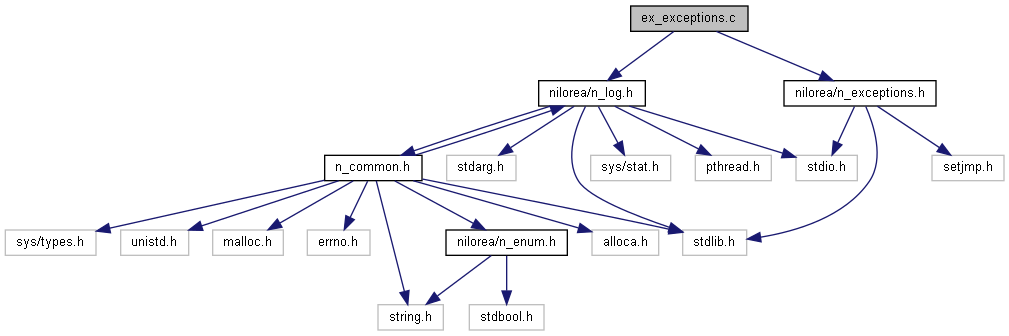 ex_exceptions.c
nilorea/n_log.h
nilorea/n_exceptions.h
n_common.h
stdarg.h
sys/stat.h
pthread.h
stdio.h
setjmp.h
sys/types.h
unistd.h
malloc.h
errno.h
nilorea/n_enum.h
alloca.h
stdlib.h
string.h
stdbool.h